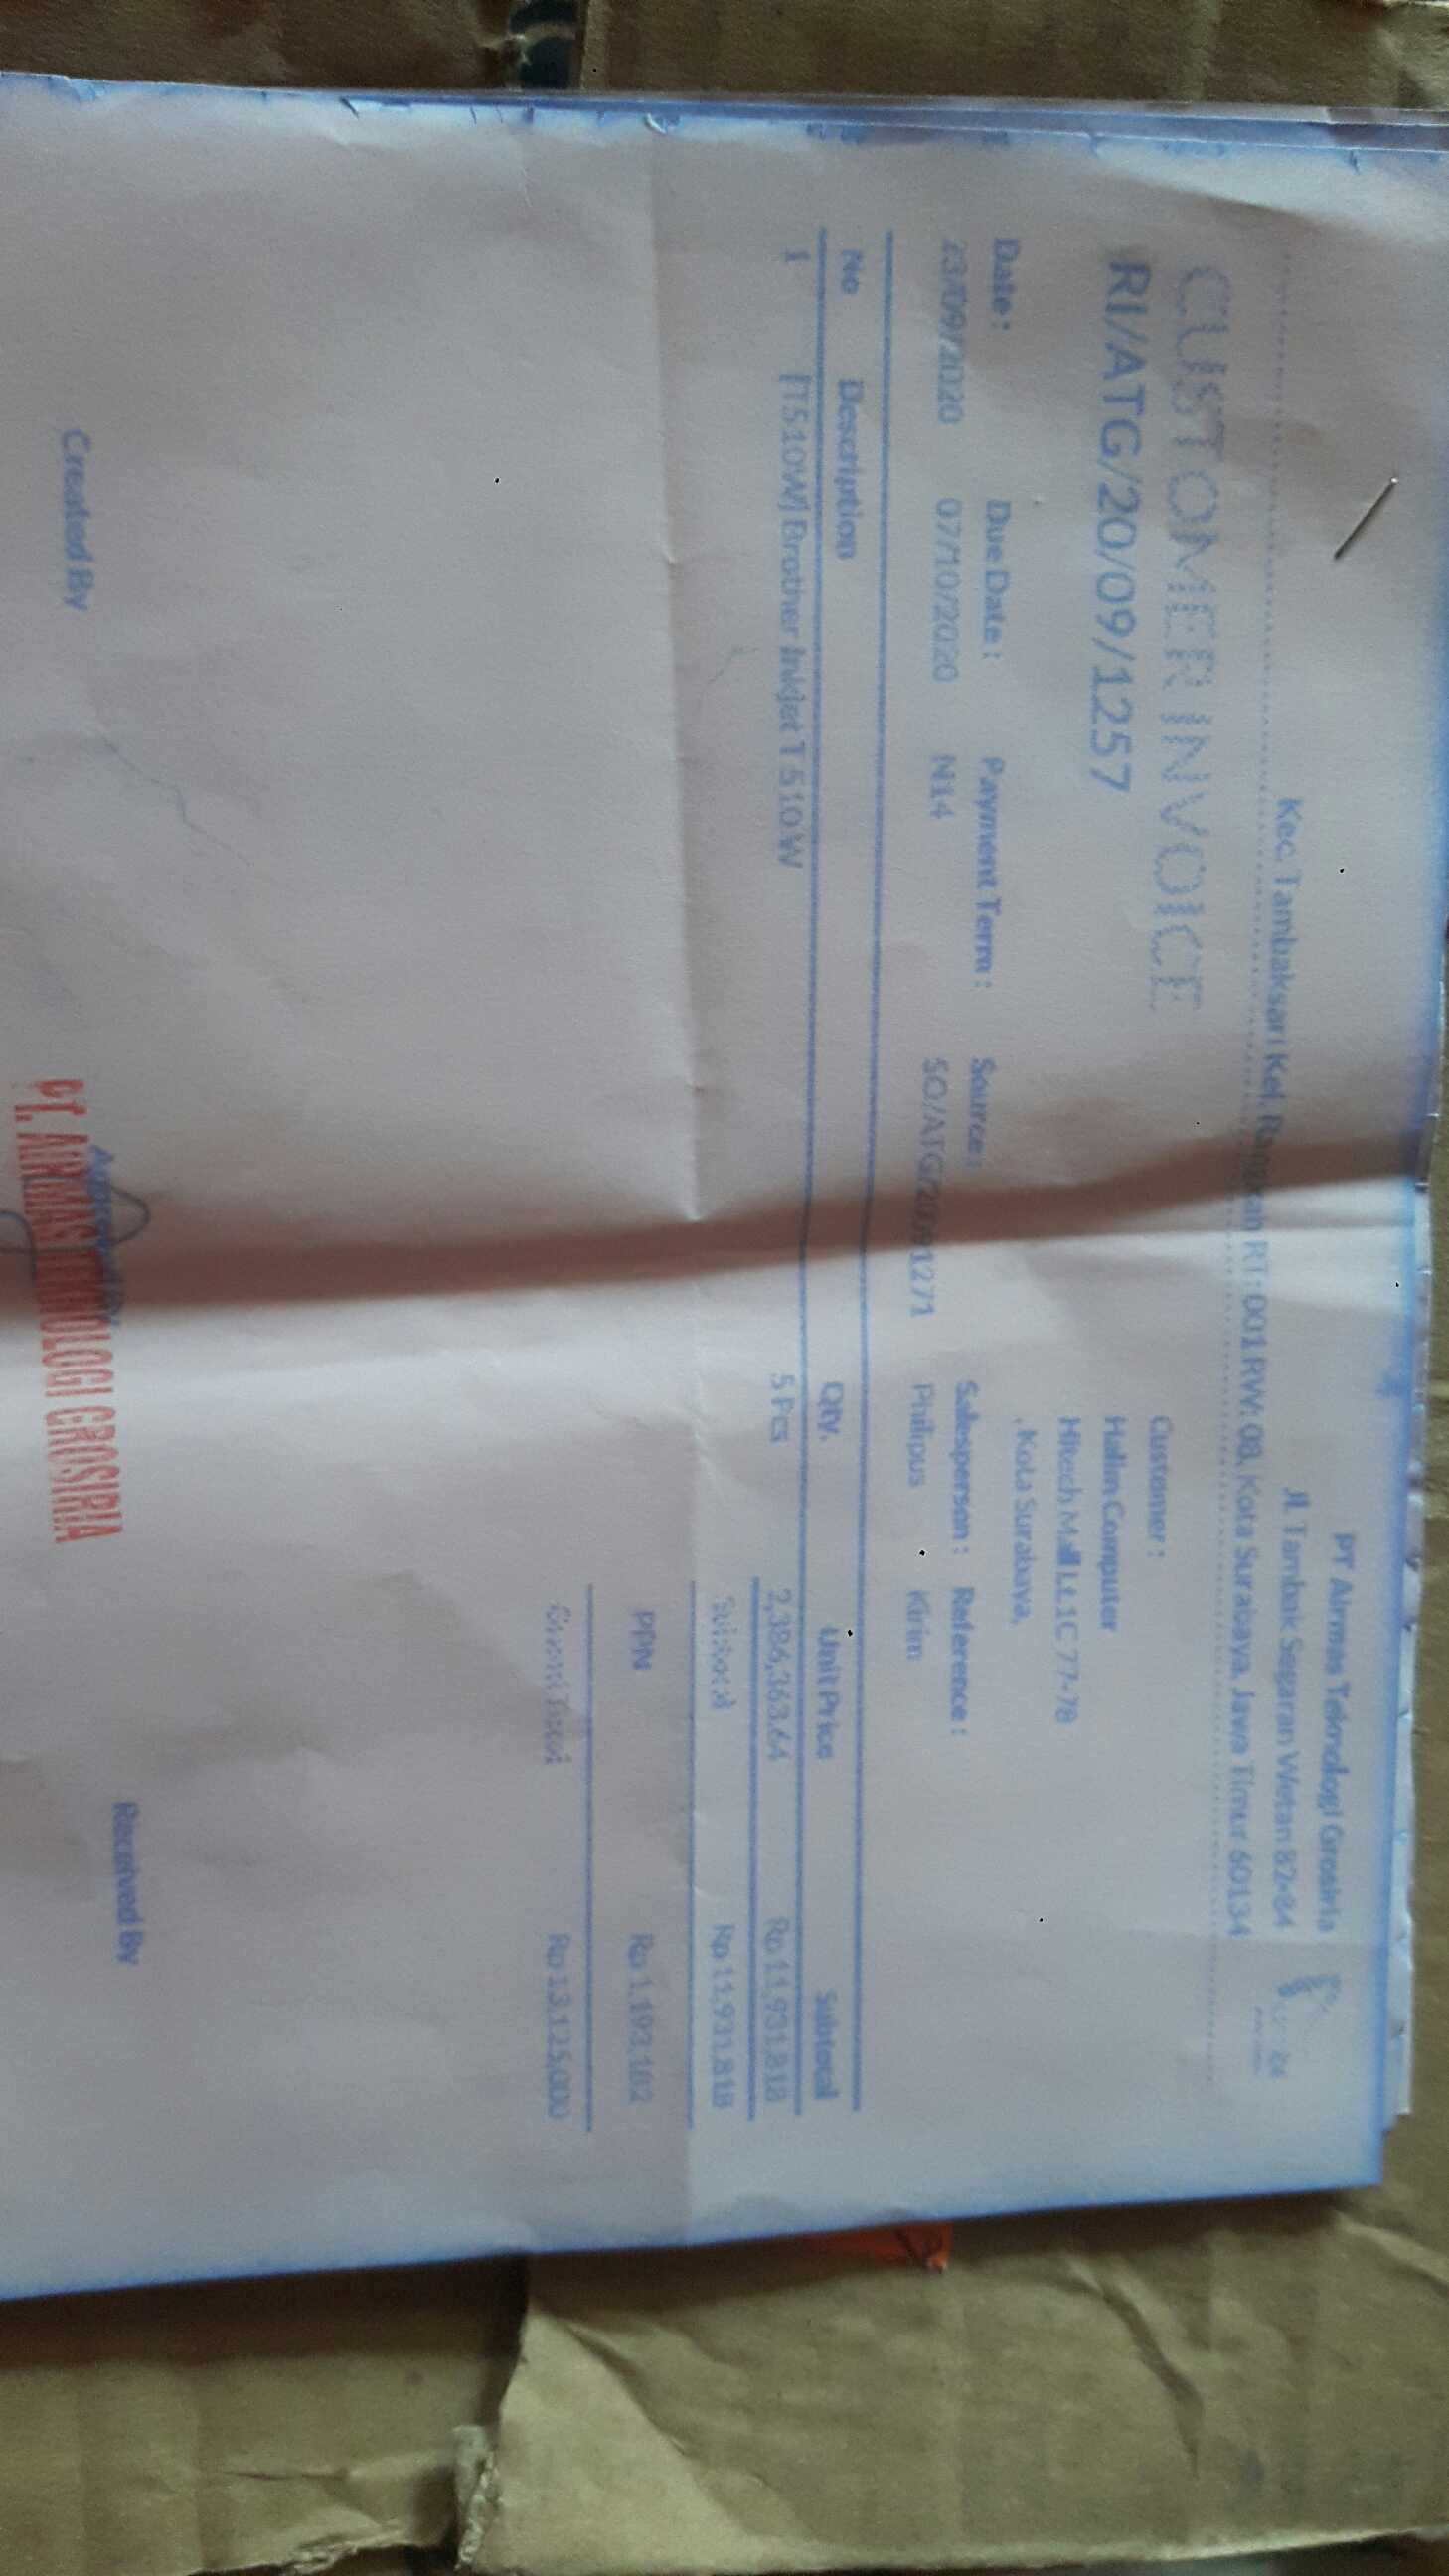 PT Airmas Teknologi Grosiria
Jl. Tambak Segaran Wetan 82-84
Kec. Tambaksari Kel. Rangkah RT : 001 RW: 08, Kota Surabaya, Jawa Timur 60134
CUSTOMER INVOICE
RI/ATG/20/09/1257
Customer :
Halim Computer
Hitech Mall Lt.1C 77-78
, Kota Surabaya,
Date : Due Date : Payment Term : Source : Salesperson : Reference :
23/09/2020 07/10/2020 N14 SO/ATG/20091271 Philipus Kirim
No Description Qty. Unit Price Subtotal
1 [T510W] Brother Inkjet T 510 W 5 Pcs 2,386,363.64 Rp 11,931,818
Subtotal Rp 11,931,818
PPN Rp 1,193,182
Grand Total Rp 13,125,000
Created By Received By
PT. AIRMAS TEKNOLOGI GROSIRIA